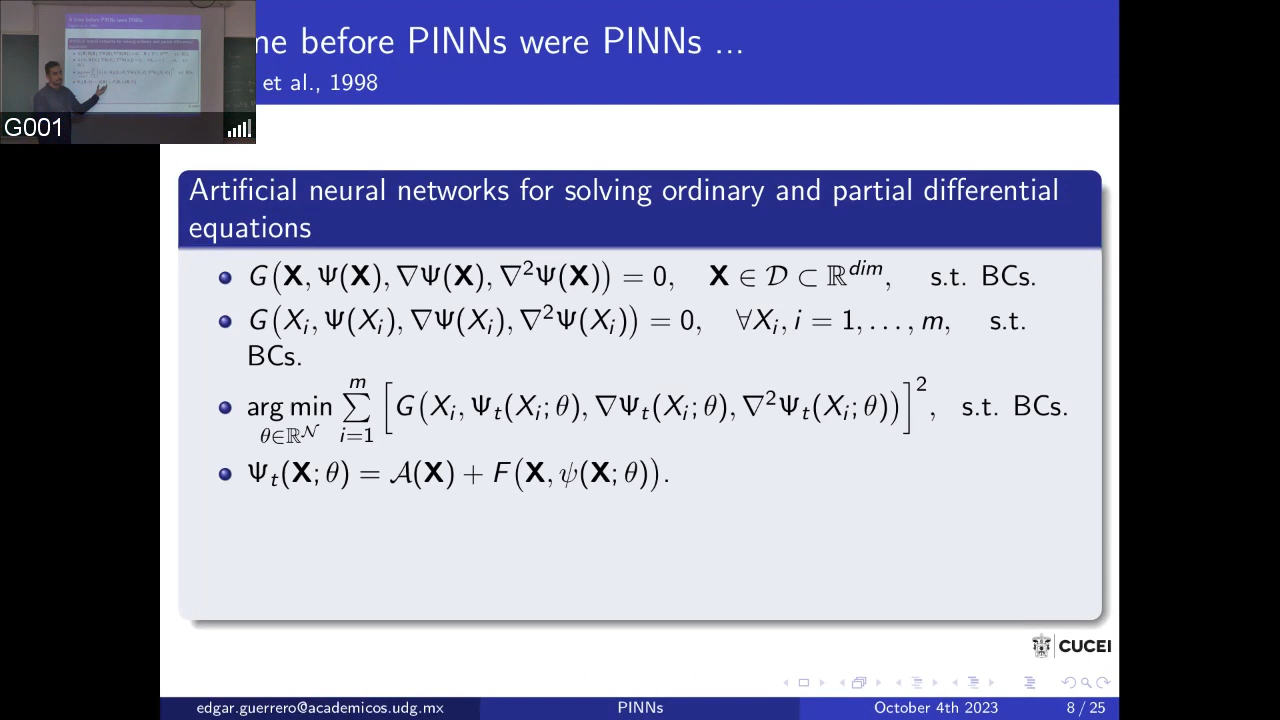 ne before PINNs were PINNs ...
et al., 1998
G001
Artificial neural networks for solving ordinary and partial differential
equations
G(X, Ψ(X), ∇Ψ(X), ∇²Ψ(X)) = 0, X ∈ 𝒟 ⊂ ℝ^dim, s.t. BCs.
G(X_i, Ψ(X_i), ∇Ψ(X_i), ∇²Ψ(X_i)) = 0, ∀X_i, i = 1, . . . , m, s.t.
BCs.
arg min_{θ∈ℝ^𝒩} ∑_{i=1}^{m} [G(X_i, Ψ_t(X_i; θ), ∇Ψ_t(X_i; θ), ∇²Ψ_t(X_i; θ))]², s.t. BCs.
Ψ_t(X; θ) = 𝒜(X) + F(X, ψ(X; θ)).
CUCEI
edgar.guerrero@academicos.udg.mx PINNs October 4th 2023 8 / 25